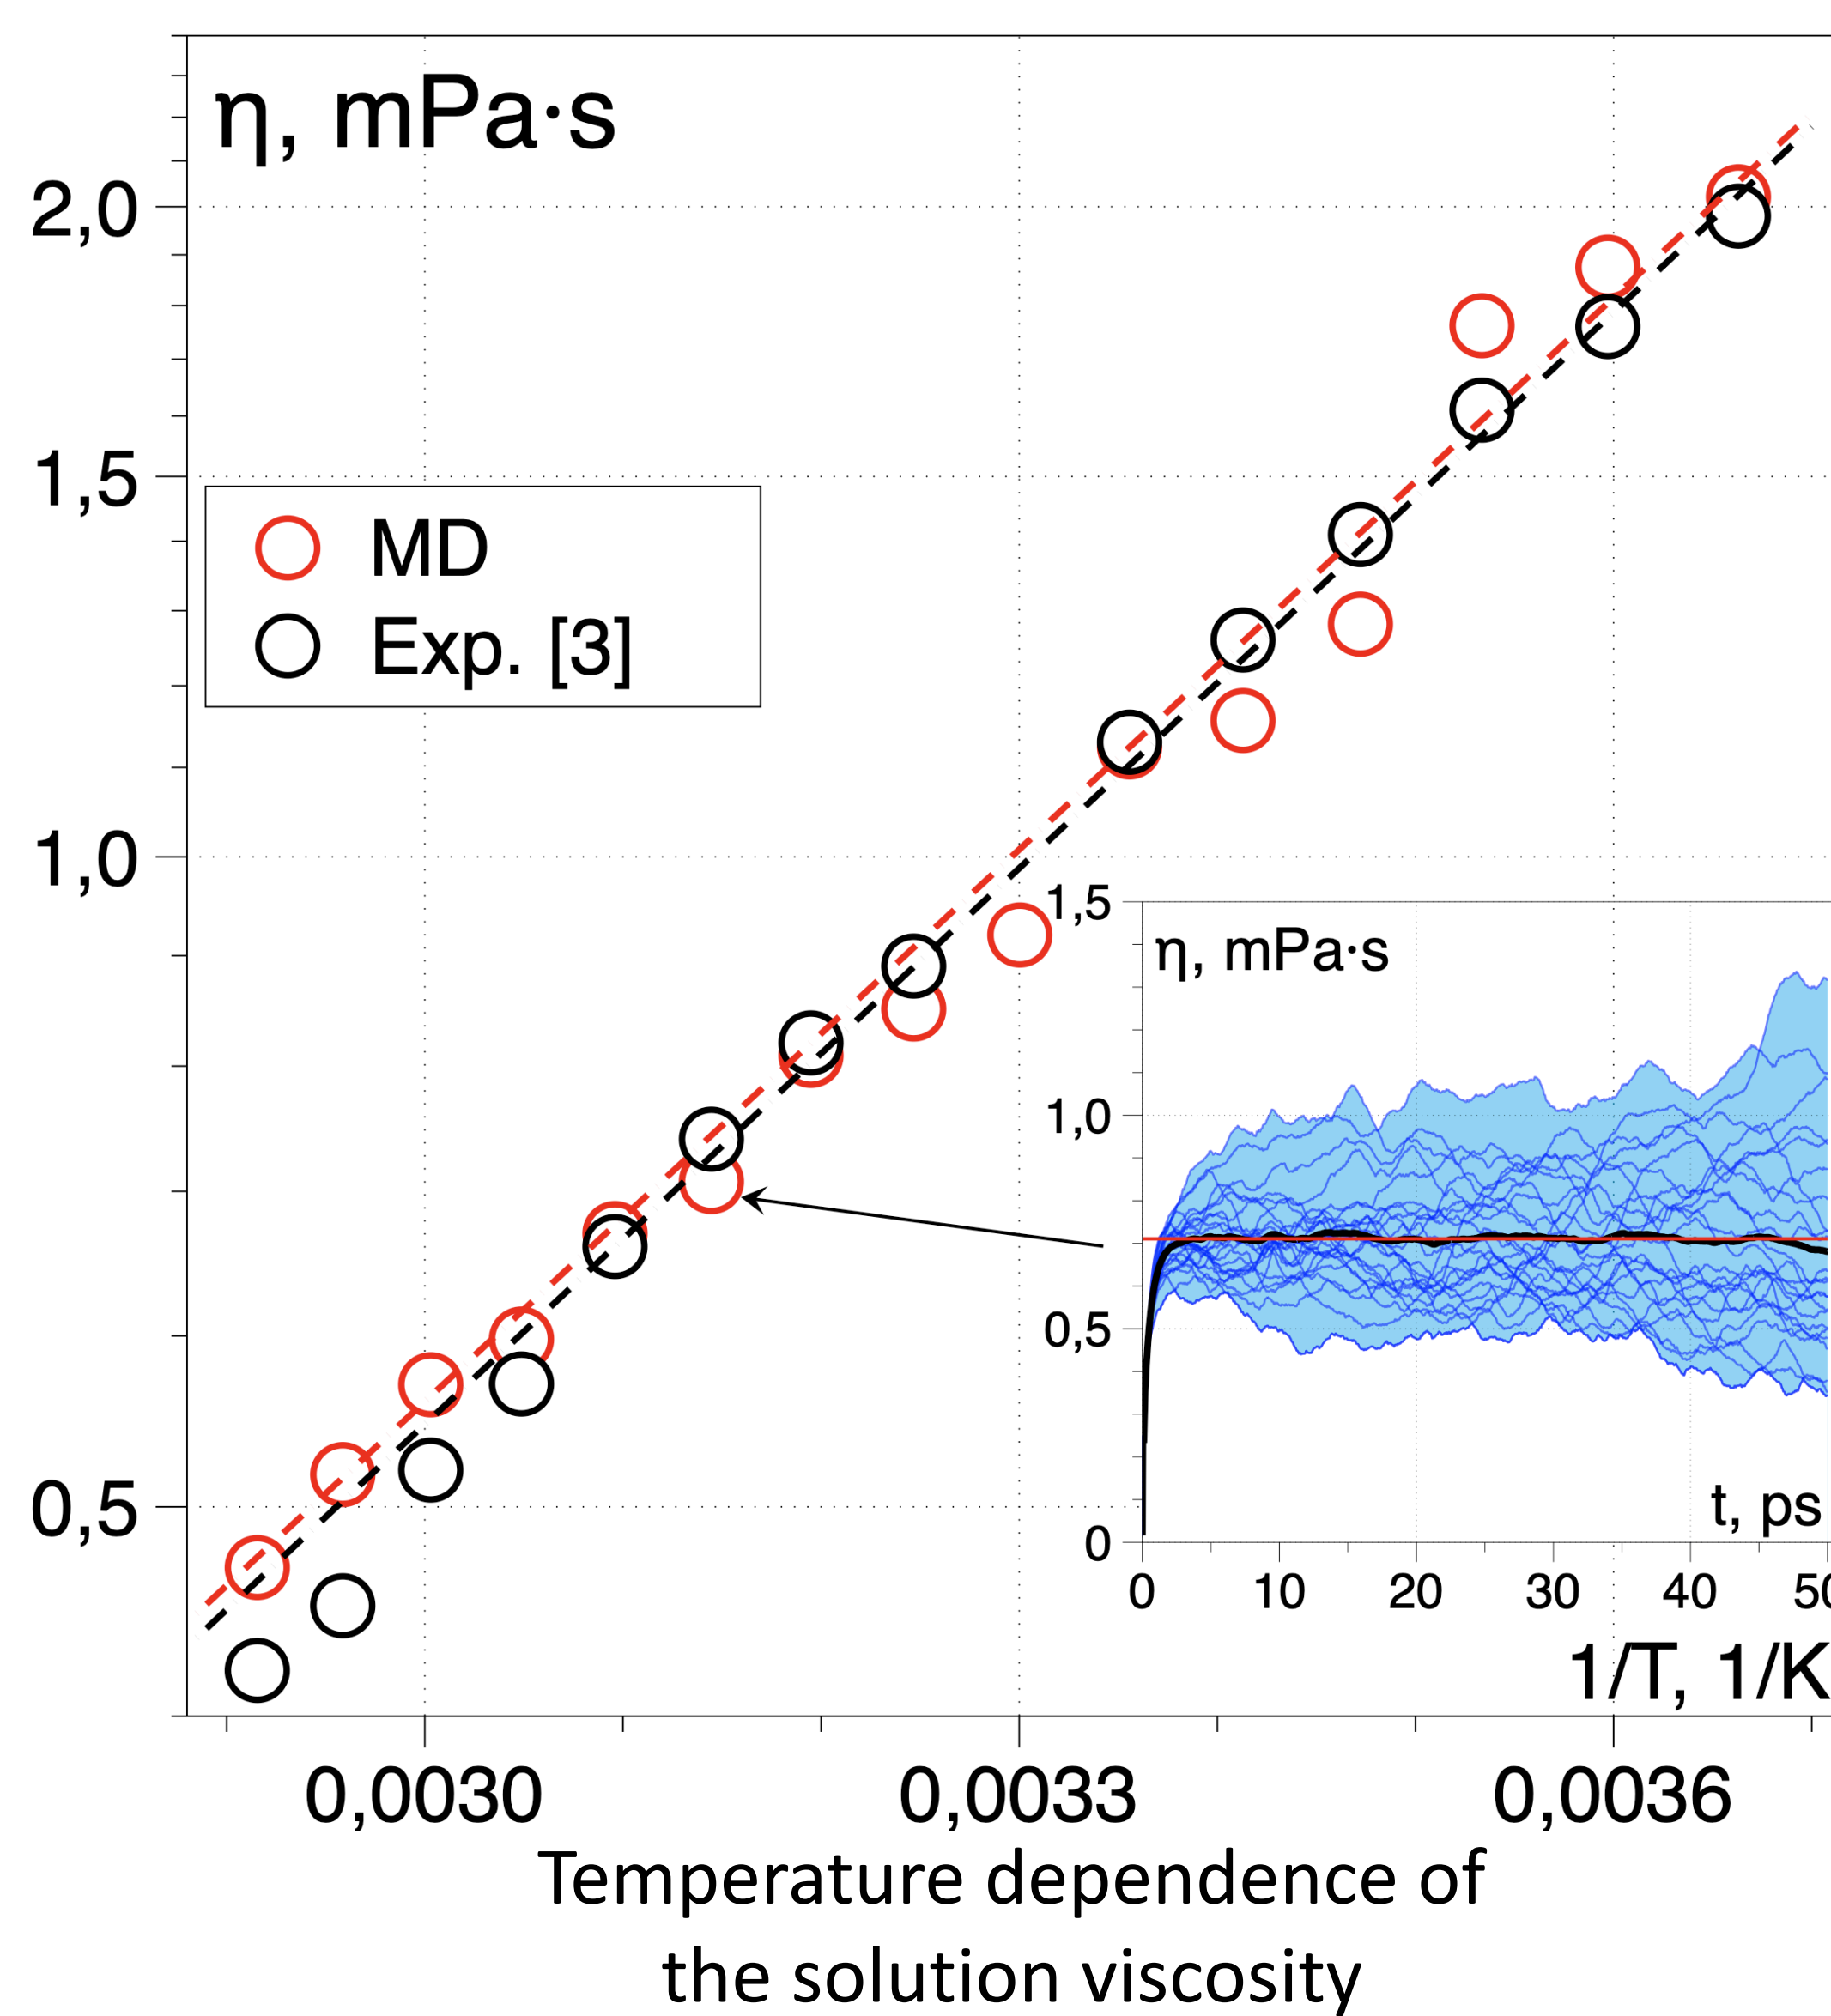 η, mPa·s
2,0
1,5
MD
Exp. [3]
1,0
1,5
η, mPa·s
1,0
0,5
0,5
t, ps
0
0 10 20 30 40 50
1/T, 1/K
0,0030 0,0033 0,0036
Temperature dependence of
the solution viscosity